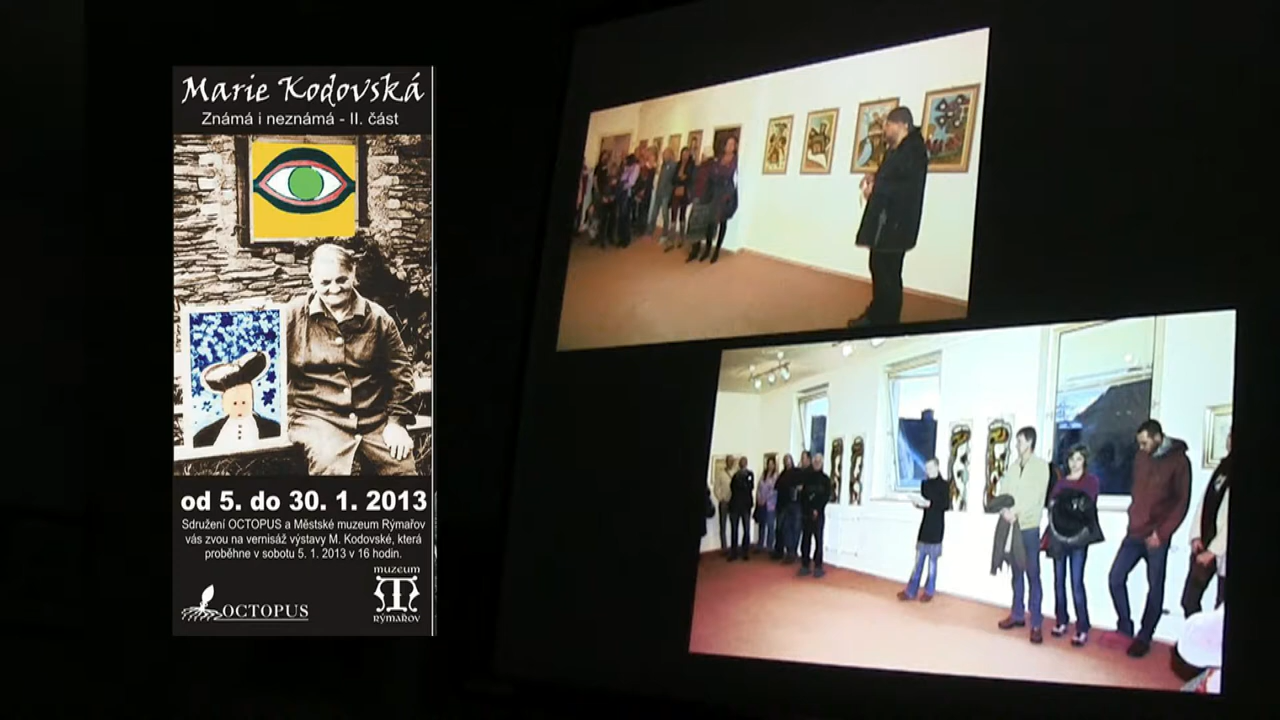 Marie Kodovská
Známá i neznámá - II. část
od 5. do 30. 1. 2013
Sdružení OCTOPUS a Městské muzeum Rýmařov
vás zvou na vernisáž výstavy M. Kodovské, která
proběhne v sobotu 5. 1. 2013 v 16 hodin.
OCTOPUS
muzeum
RÝMAŘOV